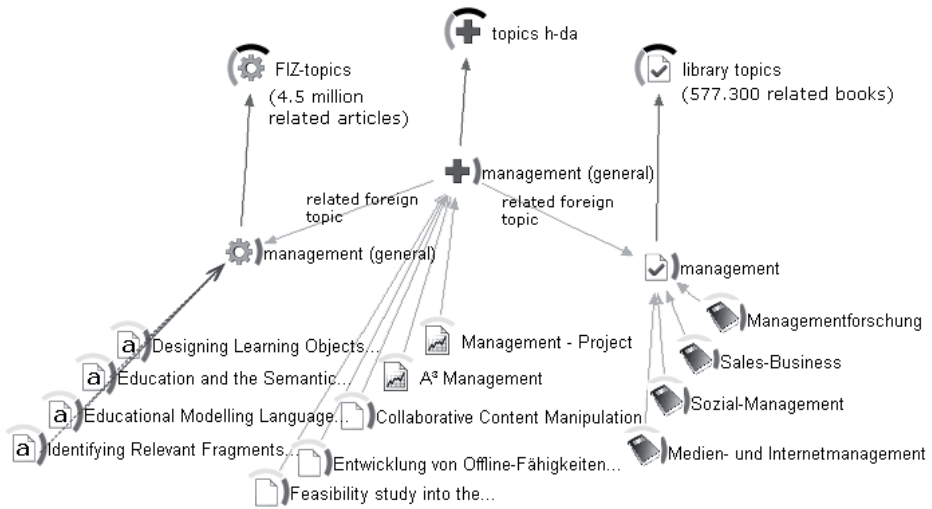 topics h-da
FIZ-topics
(4.5 million
related articles)
library topics
(577.300 related books)
management (general)
related foreign
topic
related foreign
topic
management (general)
management
Managementforschung
Sales-Business
Sozial-Management
Medien- und Internetmanagement
Management - Project
A³ Management
Collaborative Content Manipulation
Entwicklung von Offline-Fähigkeiten...
Feasibility study into the...
a Designing Learning Objects...
a Education and the Semantic...
a Educational Modelling Language...
a Identifying Relevant Fragments...